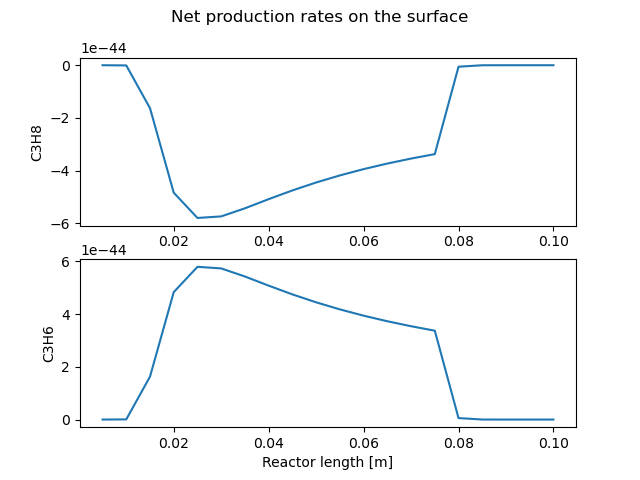 Net production rates on the surface
1e−44
0
−2
−4
−6
C3H8
0.02 0.04 0.06 0.08 0.10
1e−44
6
4
2
0
C3H6
0.02 0.04 0.06 0.08 0.10
Reactor length [m]